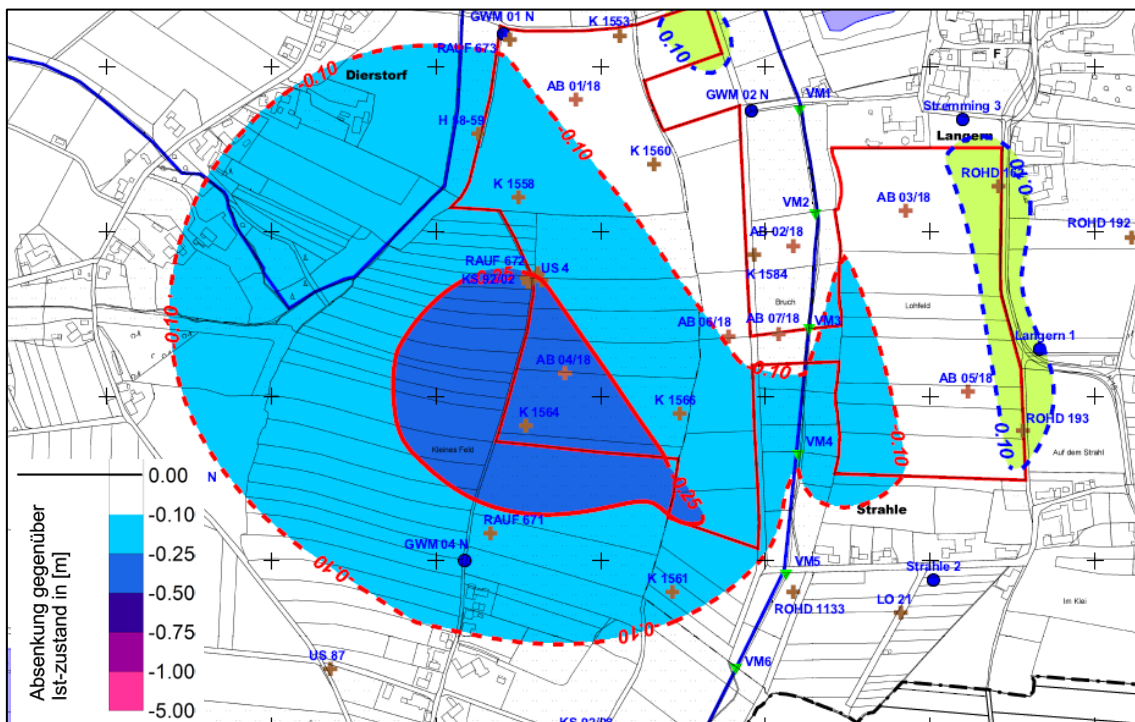 GWM 01 N
K 1553
0.10
RAUF 673
F
-0.10
Dierstorf
AB 01/18
GWM 02 N
VM1
Stremming 3
H 98-59
-0.10
Langern
0.10
K 1560
ROHD
K 1558
VM2
AB 03/18
AB 02/18
ROHD 192
RAUF 672
US 4
-0.25
KS 92/02
K 1584
Bruch
Lohfeld
-0.10
AB 06/18
AB 07/18
VM3
Langern 1
AB 04/18
-0.10
AB 05/18
K 1564
K 1566
0.10
0.10
ROHD 193
Kleines Feld
VM4
Auf dem Strahl
0.00
N
-0.25
-0.10
Strahle
-0.25
RAUF 671
-0.50
GWM 04 N
-0.10
VM5
Strahle 2
-0.75
K 1561
ROHD 1133
LO 21
Im Klei
-1.00
-0.10
US 87
VM6
-5.00
Absenkung gegenüber
Ist-zustand in [m]